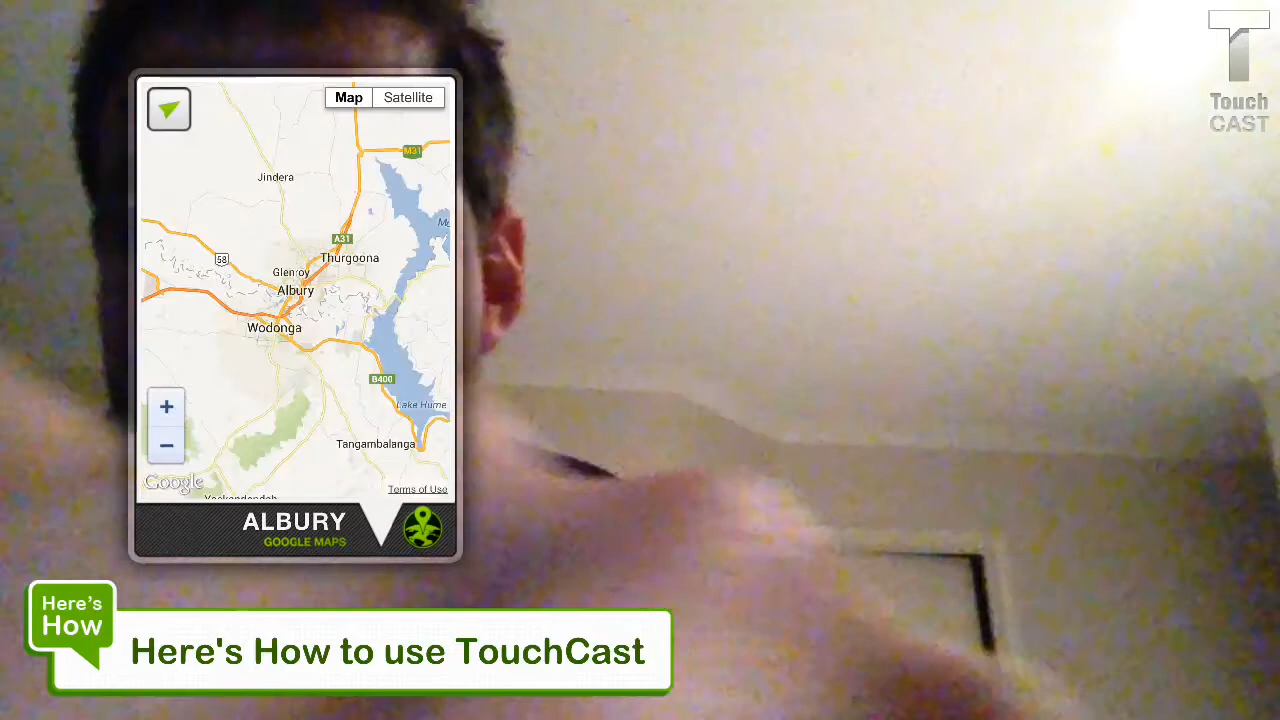 Touch
CAST
Map Satellite
M31
Jindera
A31
58
Thurgoona
Glenroy
Albury
Wodonga
B400
Lake Hume
+
−
Tangambalanga
Google
Terms of Use
ALBURY
GOOGLE MAPS
Here's
How
Here's How to use TouchCast